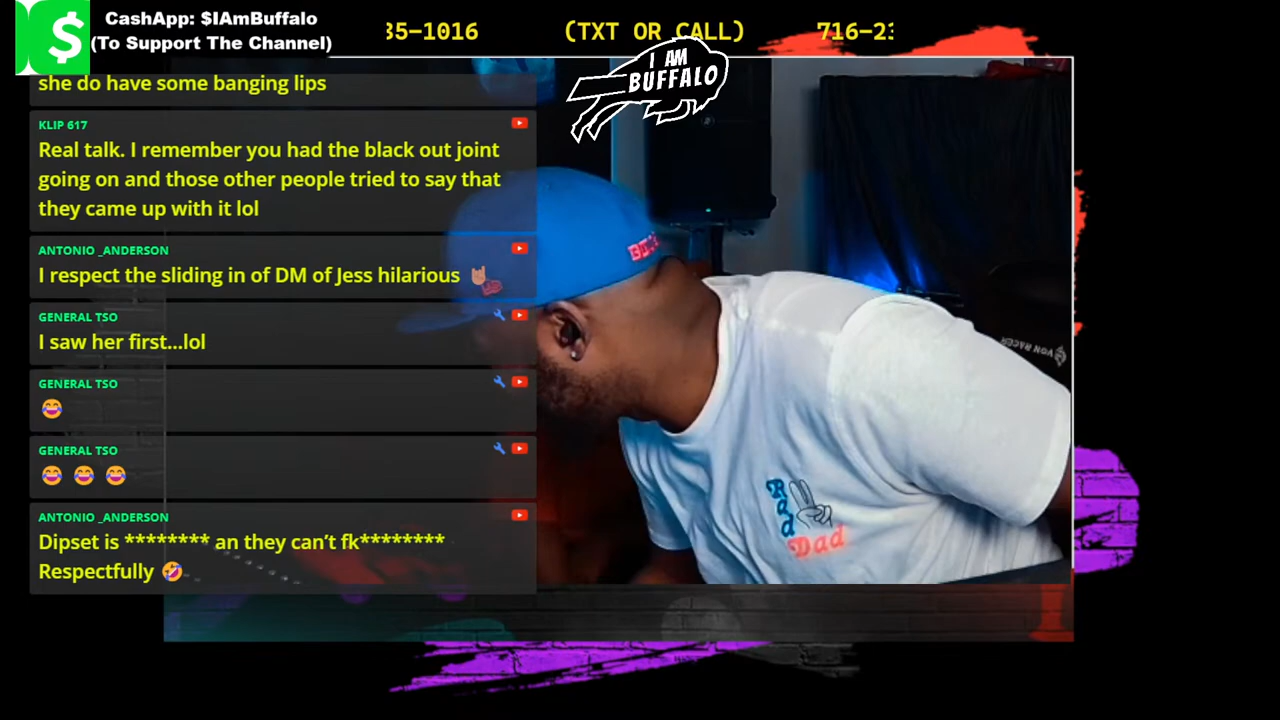 CashApp: $IAmBuffalo
(To Support The Channel)
35-1016 (TXT OR CALL) 716-23
I AM
BUFFALO
she do have some banging lips
KLIP 617
Real talk. I remember you had the black out joint
going on and those other people tried to say that
they came up with it lol
ANTONIO _ANDERSON
I respect the sliding in of DM of Jess hilarious 🤘🏽
GENERAL TSO
I saw her first...lol
GENERAL TSO
😂
GENERAL TSO
😂 😂 😂
ANTONIO _ANDERSON
Dipset is ******** an they can’t fk********
Respectfully 🤣
VON RACER
Rad
Dad